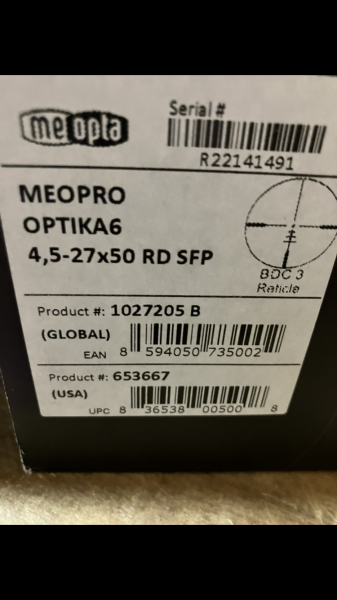 meopta
Serial #
R22141491
MEOPRO
OPTIKA6
4,5-27x50 RD SFP
BDC 3
Reticle
Product #: 1027205 B
(GLOBAL)
EAN 8 594050 735002
Product #: 653667
(USA)
UPC 8 36538 00500 8